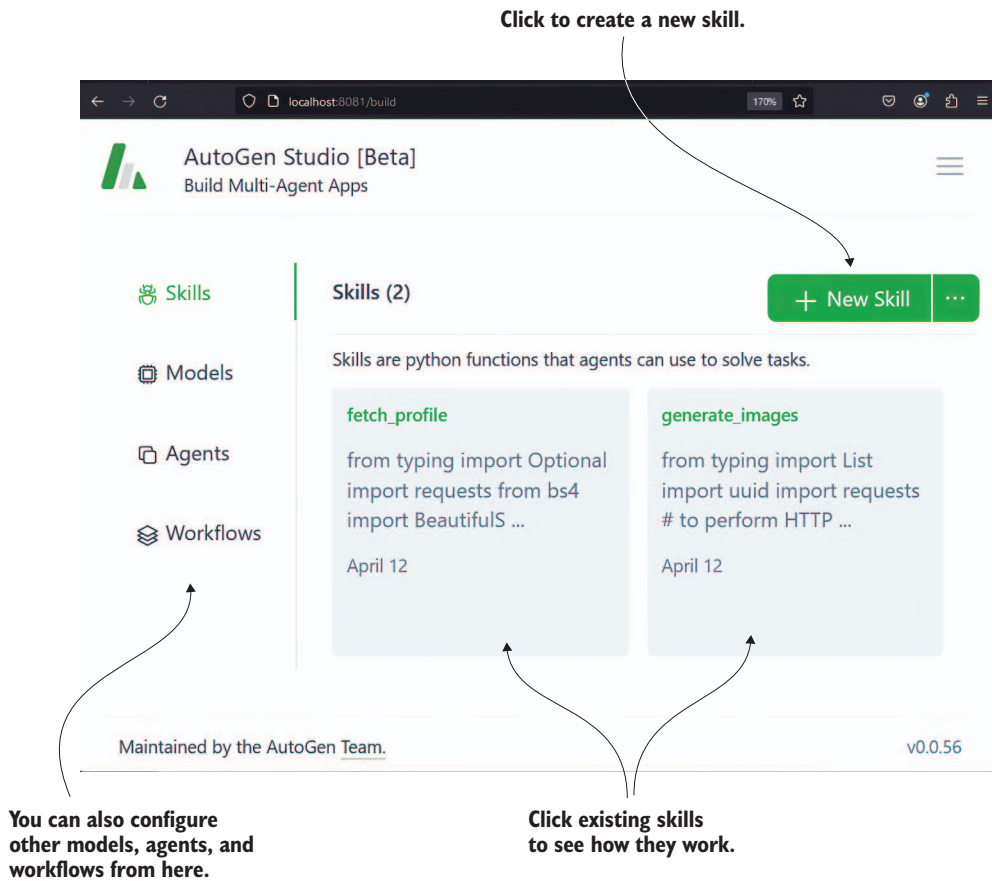 Click to create a new skill.
localhost:8081/build
170%
AutoGen Studio [Beta]
Build Multi-Agent Apps
Skills
Skills (2)
+ New Skill
...
Skills are python functions that agents can use to solve tasks.
Models
fetch_profile
from typing import Optional
import requests from bs4
import BeautifulS ...
April 12
generate_images
from typing import List
import uuid import requests
# to perform HTTP ...
April 12
Agents
Workflows
Maintained by the AutoGen Team.
v0.0.56
You can also configure
other models, agents, and
workflows from here.
Click existing skills
to see how they work.